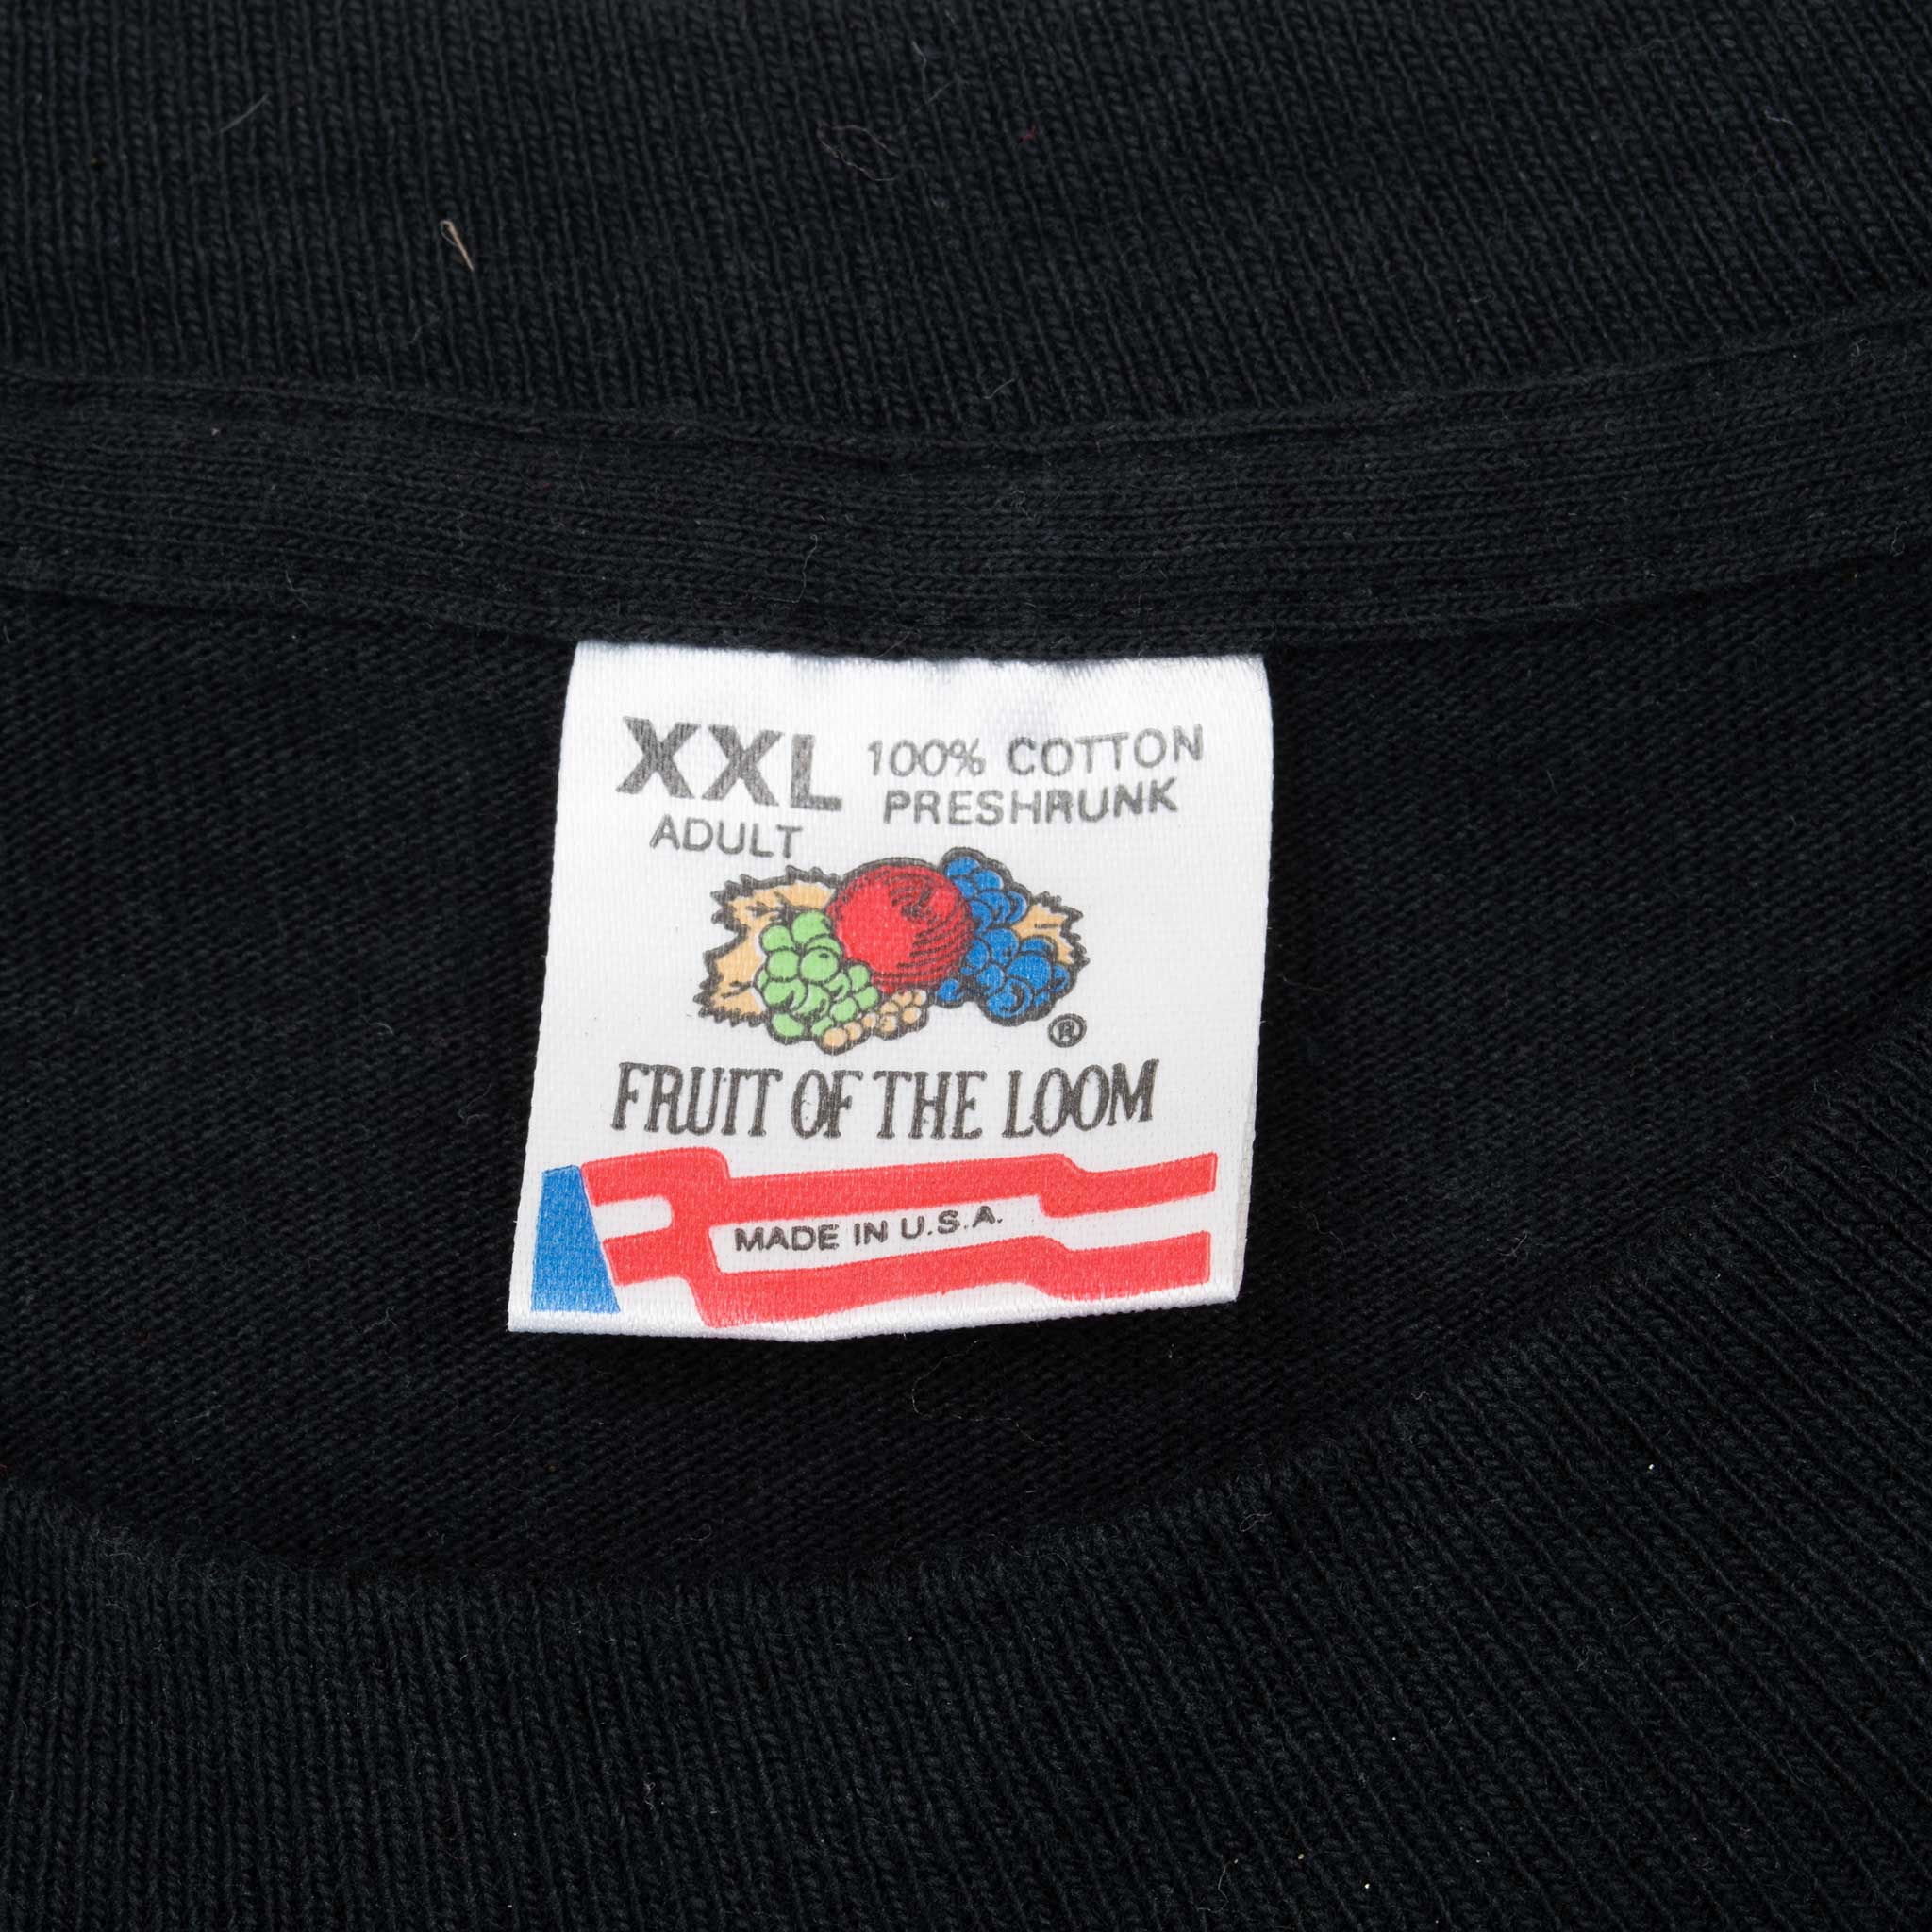 XXL 100% COTTON
ADULT PRESHRUNK
®
FRUIT OF THE LOOM
MADE IN U.S.A.